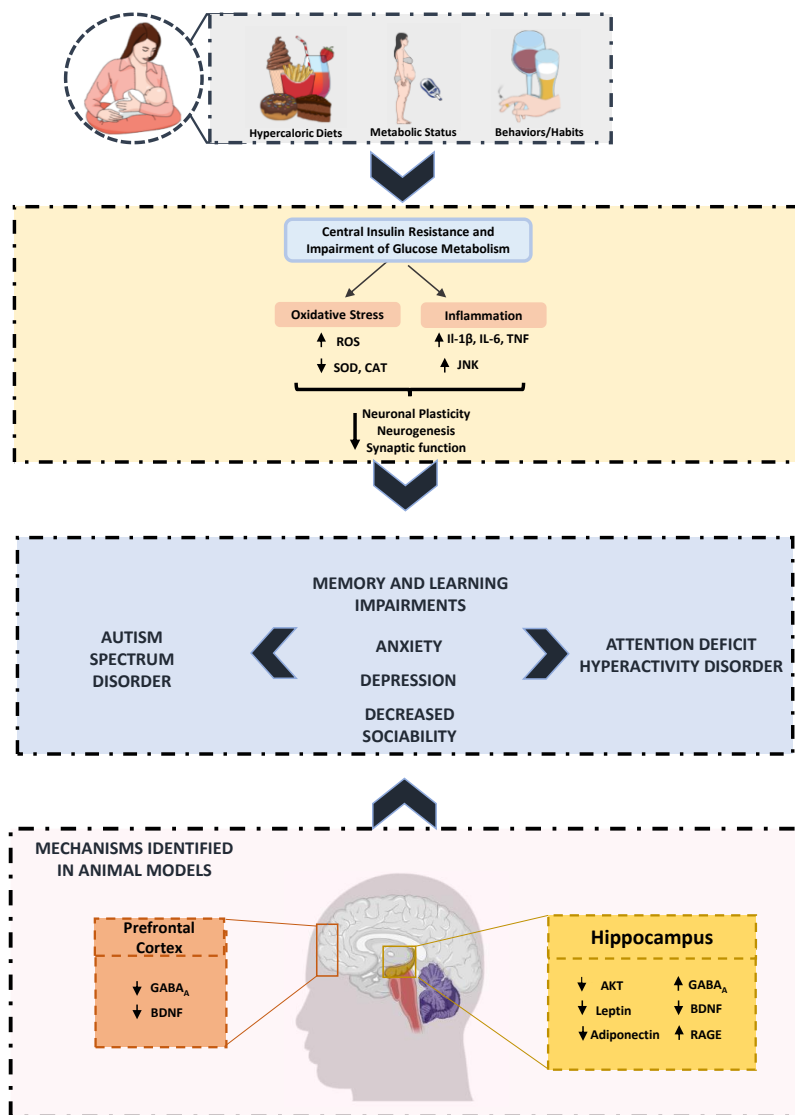 Hypercaloric Diets
Metabolic Status
Behaviors/Habits
Central Insulin Resistance and
Impairment of Glucose Metabolism
Oxidative Stress
ROS
SOD, CAT
Inflammation
Il-1β, IL-6, TNF
JNK
Neuronal Plasticity
Neurogenesis
Synaptic function
AUTISM
SPECTRUM
DISORDER
MEMORY AND LEARNING
IMPAIRMENTS
ANXIETY
DEPRESSION
DECREASED
SOCIABILITY
ATTENTION DEFICIT
HYPERACTIVITY DISORDER
MECHANISMS IDENTIFIED
IN ANIMAL MODELS
Prefrontal
Cortex
GABAA
BDNF
Hippocampus
AKT
Leptin
Adiponectin
GABAA
BDNF
RAGE